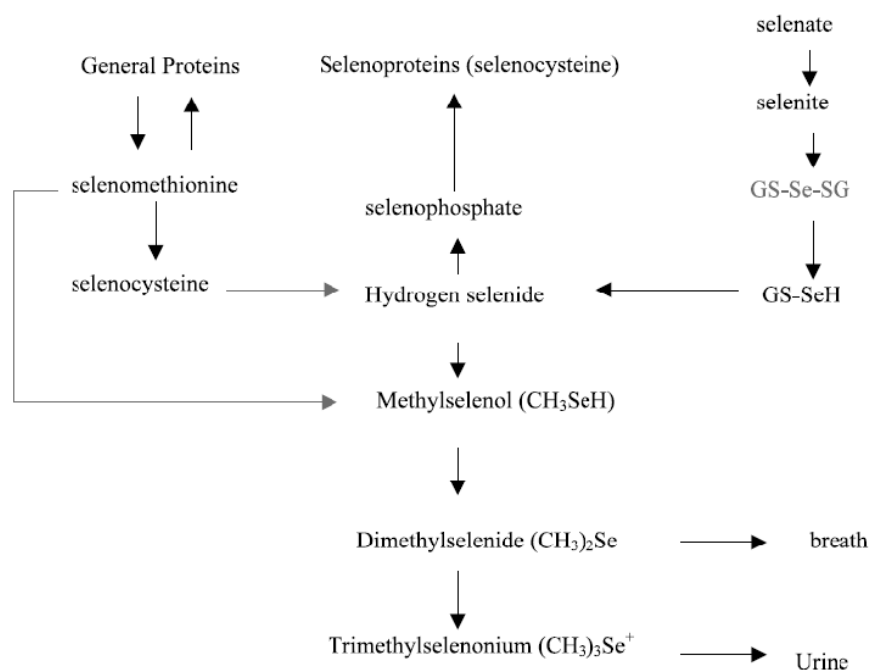 selenate
General Proteins
Selenoproteins (selenocysteine)
selenite
selenomethionine
GS-Se-SG
selenophosphate
selenocysteine
Hydrogen selenide
GS-SeH
Methylselenol (CH₃SeH)
Dimethylselenide (CH₃)₂Se
breath
Trimethylselenonium (CH₃)₃Se⁺
Urine